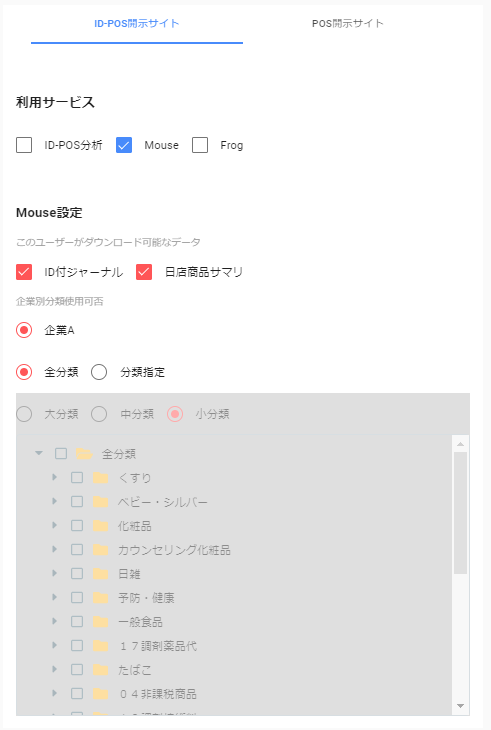 ID-POS開示サイト POS開示サイト
利用サービス
ID-POS分析 Mouse Frog
Mouse設定
このユーザーがダウンロード可能なデータ
ID付ジャーナル 日店商品サマリ
企業別分類使用可否
企業A
全分類 分類指定
大分類 中分類 小分類
全分類
くすり
ベビー・シルバー
化粧品
カウンセリング化粧品
日雑
予防・健康
一般食品
１７調剤薬品代
たばこ
０４非課税商品